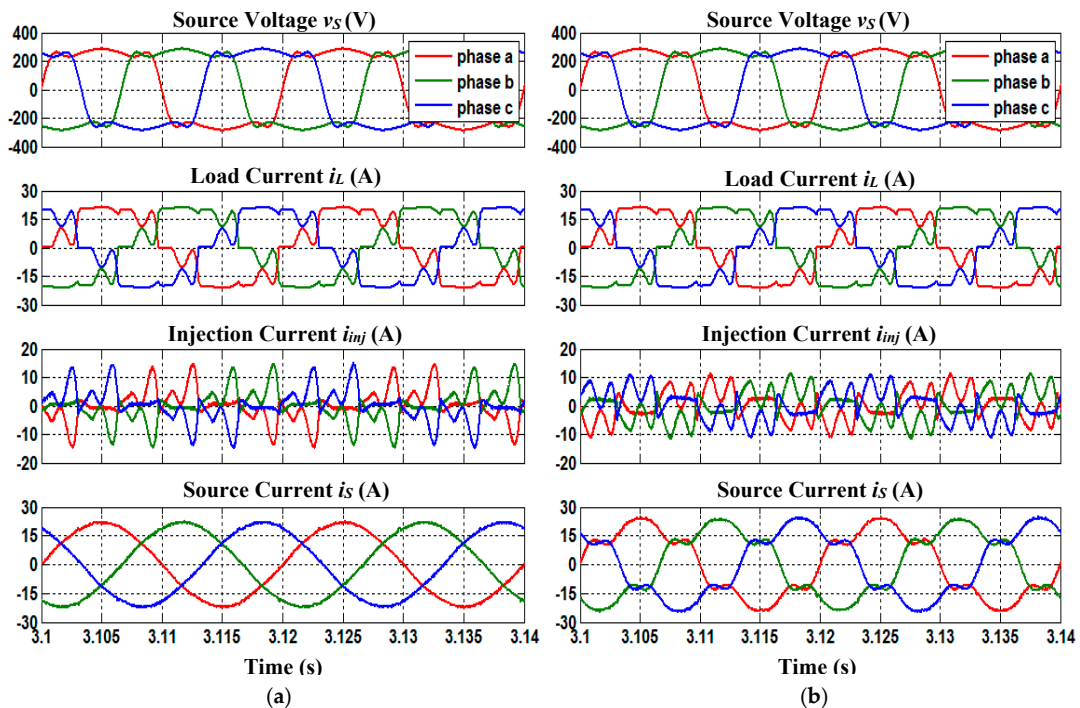 Source Voltage vS (V)
400
200
0
-200
-400
phase a
phase b
phase c
Load Current iL (A)
30
15
0
-15
-30
Injection Current iinj (A)
20
10
0
-10
-20
Source Current iS (A)
30
15
0
-15
-30
3.1 3.105 3.11 3.115 3.12 3.125 3.13 3.135 3.14
Time (s)
(a)
Source Voltage vS (V)
400
200
0
-200
-400
phase a
phase b
phase c
Load Current iL (A)
30
15
0
-15
-30
Injection Current iinj (A)
20
10
0
-10
-20
Source Current iS (A)
30
15
0
-15
-30
3.1 3.105 3.11 3.115 3.12 3.125 3.13 3.135 3.14
Time (s)
(b)